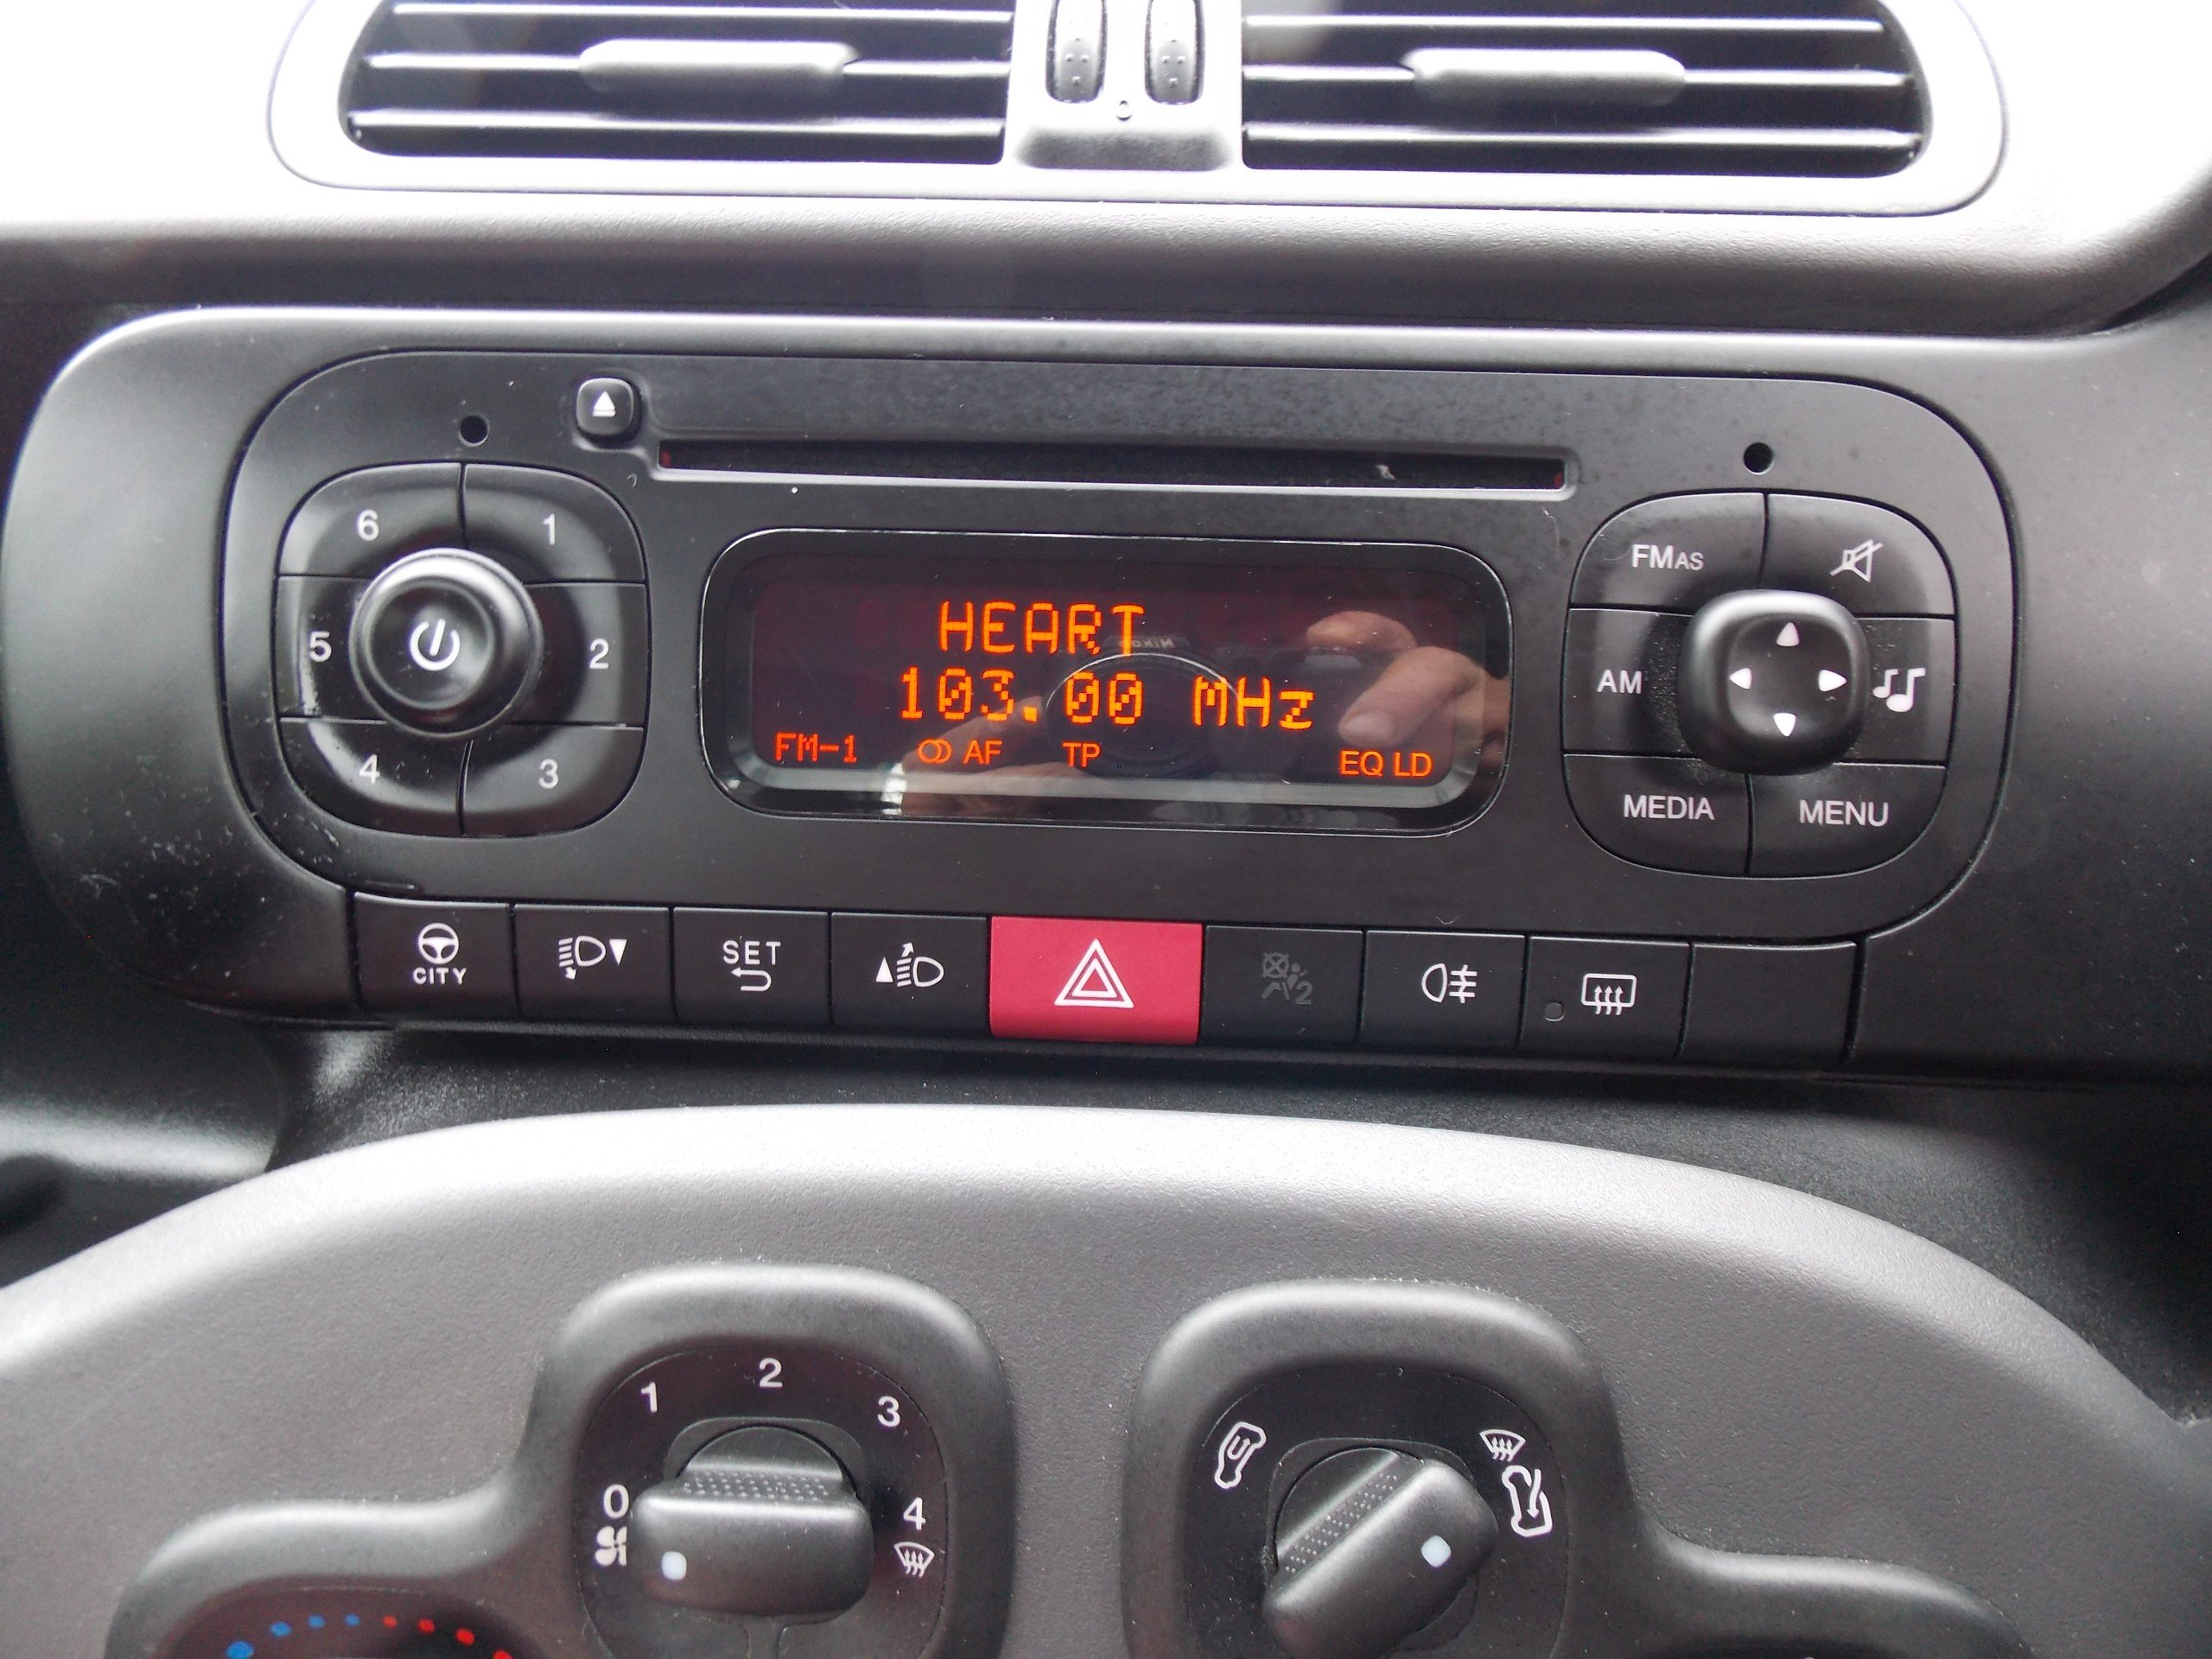 6 1
5 2
4 3
HEART
103.00 MHz
FM-1 AF TP EQ LD
FMAS
AM
MEDIA MENU
CITY SET 2
1 2 3
0 4